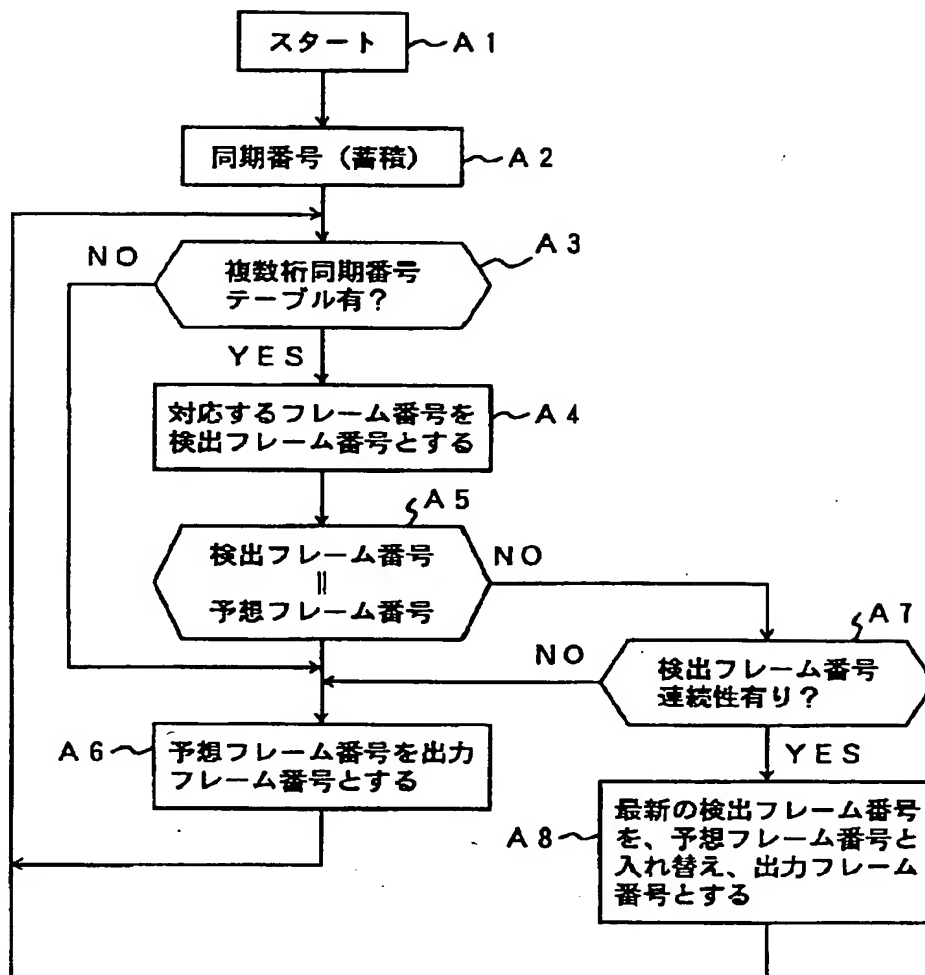 スタート
A1
同期番号（蓄積）
A2
NO
複数桁同期番号
テーブル有？
A3
YES
対応するフレーム番号を
検出フレーム番号とする
A4
A5
検出フレーム番号
॥
予想フレーム番号
NO
A7
NO
検出フレーム番号
連続性有り？
A6
予想フレーム番号を出力
フレーム番号とする
YES
A8
最新の検出フレーム番号
を、予想フレーム番号と
入れ替え、出力フレーム
番号とする